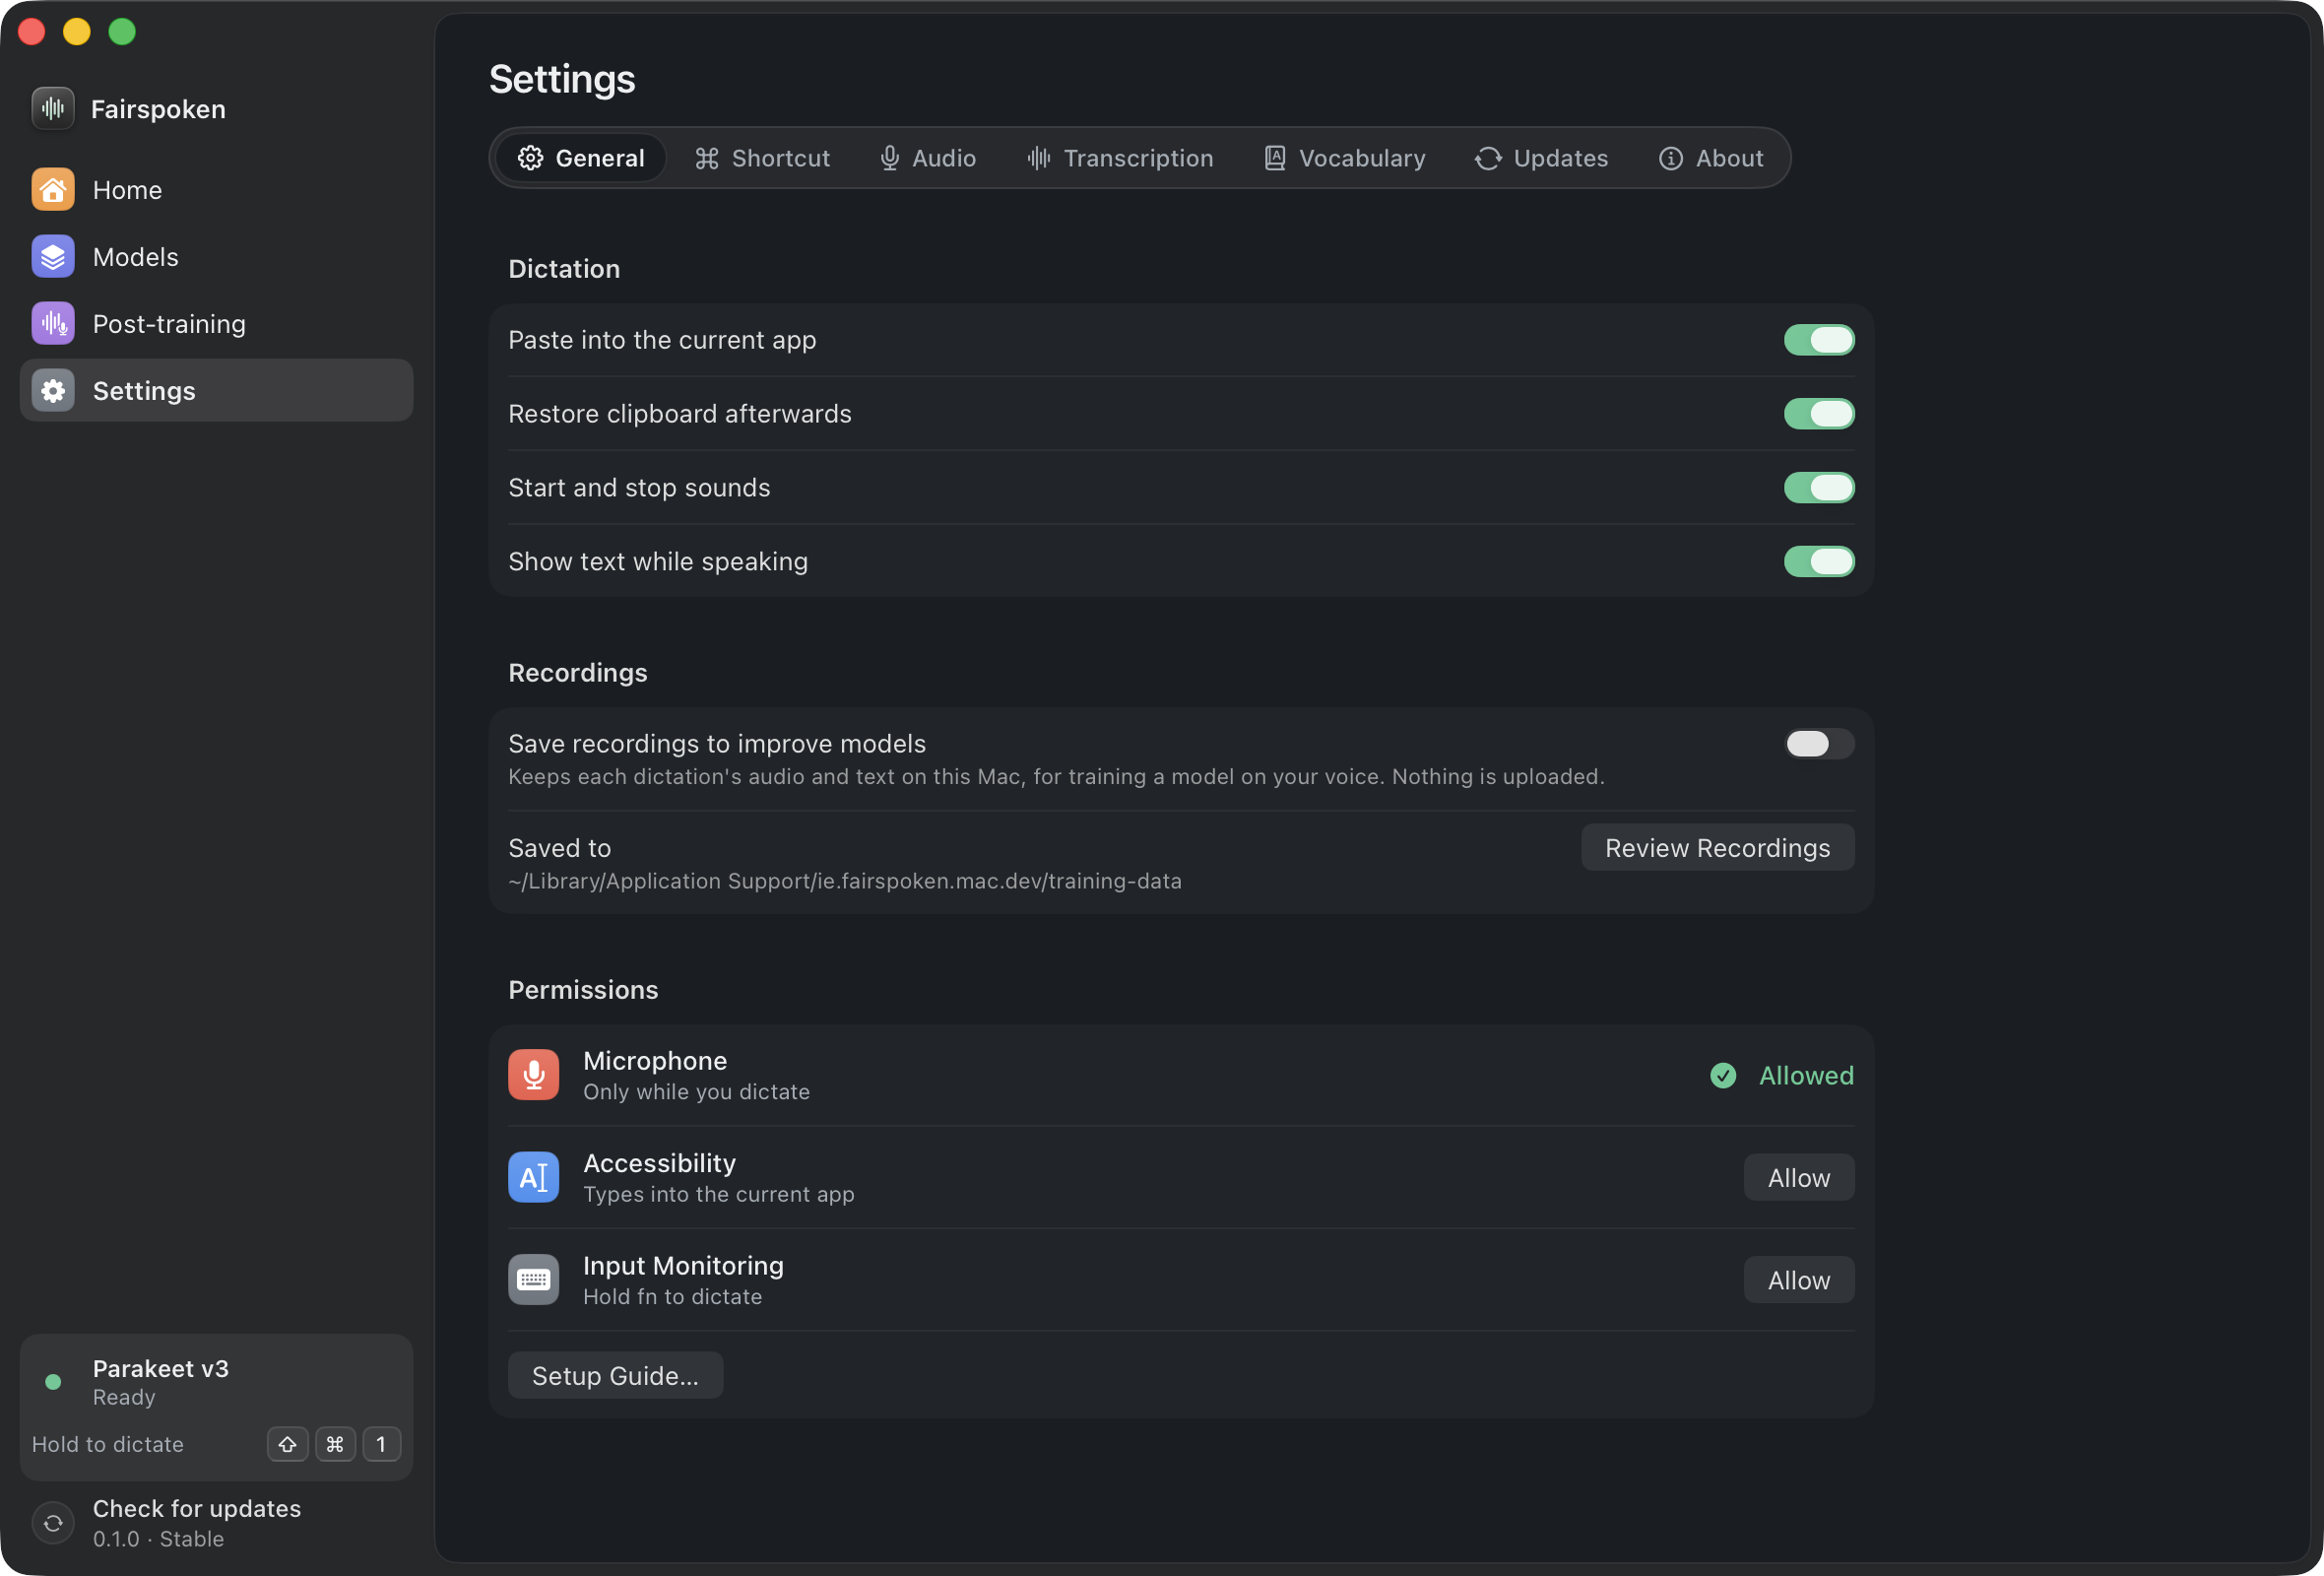 Fairspoken
Home
Models
Post-training
Settings
Parakeet v3
Ready
Hold to dictate ⌘ 1
Check for updates
0.1.0 · Stable
Settings
General Shortcut Audio Transcription Vocabulary Updates About
Dictation
Paste into the current app
Restore clipboard afterwards
Start and stop sounds
Show text while speaking
Recordings
Save recordings to improve models
Keeps each dictation's audio and text on this Mac, for training a model on your voice. Nothing is uploaded.
Saved to
~/Library/Application Support/ie.fairspoken.mac.dev/training-data
Review Recordings
Permissions
Microphone
Only while you dictate
Allowed
Accessibility
Types into the current app
Allow
Input Monitoring
Hold fn to dictate
Allow
Setup Guide...